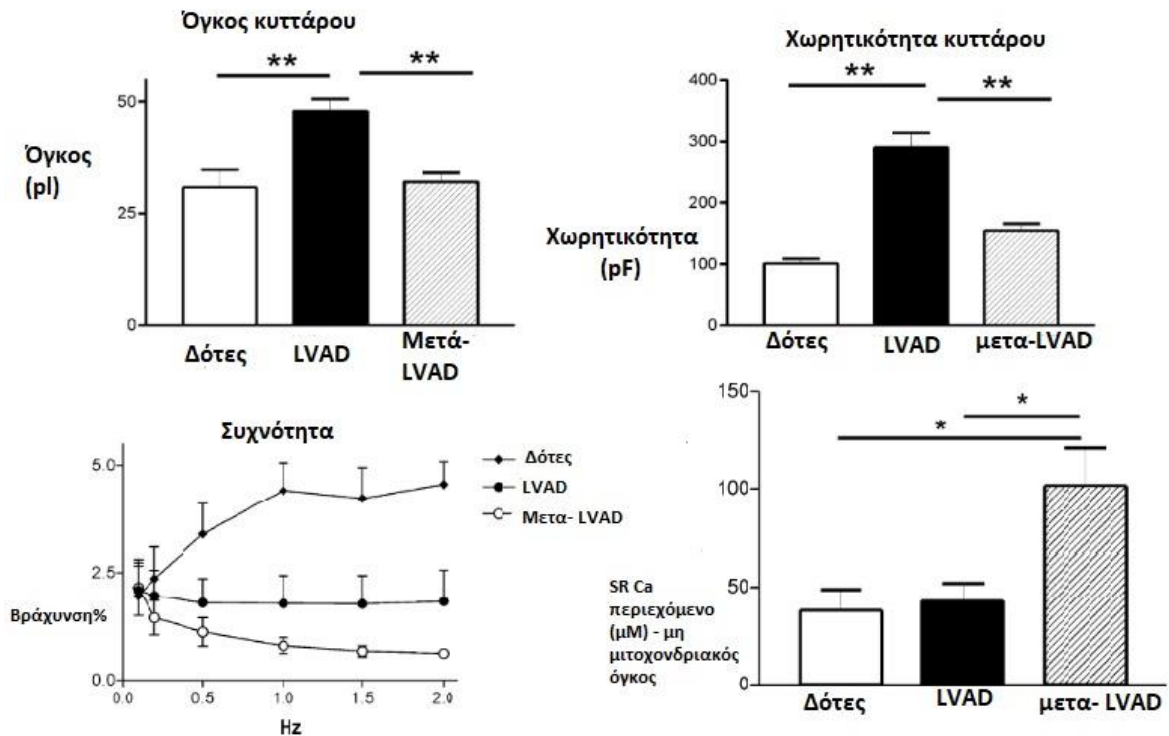 Όγκος κυττάρου
**
**
50
25
0
Όγκος
(pl)
Δότες
LVAD
Μετά-
LVAD
Χωρητικότητα κυττάρου
**
**
400
300
200
100
0
Χωρητικότητα
(pF)
Δότες
LVAD
μετα-LVAD
Συχνότητα
5.0
2.5
0.0
Βράχυνση%
0.0
0.5
1.0
1.5
2.0
Hz
Δότες
LVAD
Μετα- LVAD
*
*
150
100
50
0
SR Ca
περιεχόμενο
(μM) - μη
μιτοχονδριακός
όγκος
Δότες
LVAD
μετα- LVAD